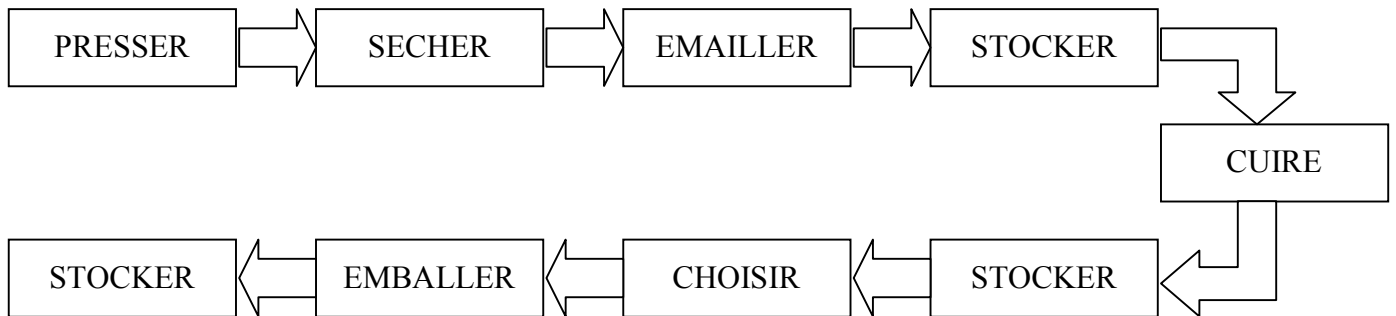 PRESSER
SECHER
EMAILLER
STOCKER
CUIRE
STOCKER
CHOISIR
EMBALLER
STOCKER